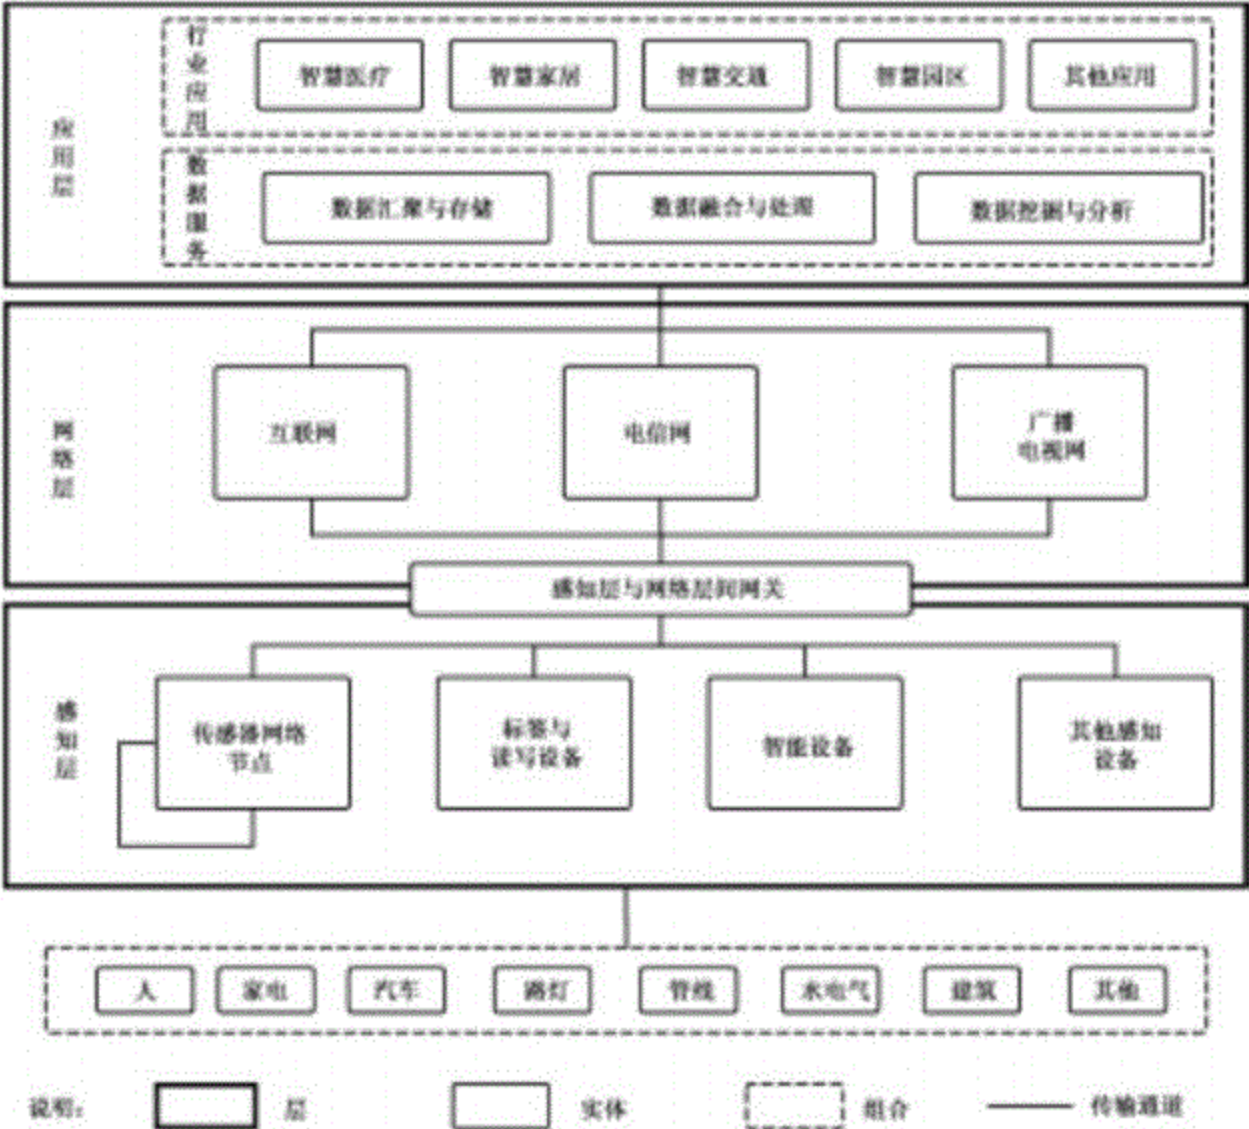 行业应用
智慧医疗
智慧家居
智慧交通
智慧园区
其他应用
应用层
数据服务
数据汇聚与存储
数据融合与处理
数据挖掘与分析
网络层
互联网
电信网
广播
电视网
感知层与网络层间网关
感知层
传感器网络
节点
标签与
读写设备
智能设备
其他感知
设备
人
家电
汽车
路灯
管线
水电气
建筑
其他
说明：
层
实体
组合
传输通道